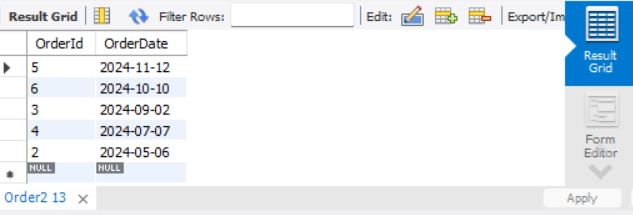 Result Grid Filter Rows: Edit: Export/Im
OrderId OrderDate
5 2024-11-12
6 2024-10-10
3 2024-09-02
4 2024-07-07
2 2024-05-06
NULL NULL
Result
Grid
Form
Editor
Order2 13 Apply